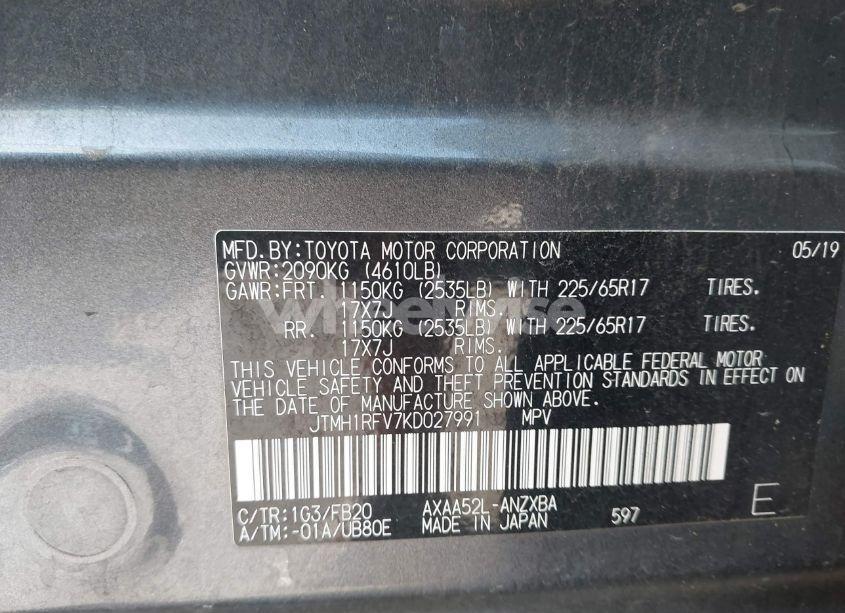 MFD.BY:TOYOTA MOTOR CORPORATION 05/19
GVWR:2090KG (4610LB)
GAWR:FRT. 1150KG (2535LB) WITH 225/65R17 TIRES.
17X7J RIMS.
RR. 1150KG (2535LB) WITH 225/65R17 TIRES.
17X7J RIMS.
THIS VEHICLE CONFORMS TO ALL APPLICABLE FEDERAL MOTOR
VEHICLE SAFETY AND THEFT PREVENTION STANDARDS IN EFFECT ON
THE DATE OF MANUFACTURE SHOWN ABOVE.
JTMH1RFV7KD027991 MPV
C/TR:1G3/FB20 AXAA52L-ANZXBA
A/TM:-01A/UB80E MADE IN JAPAN 597 E